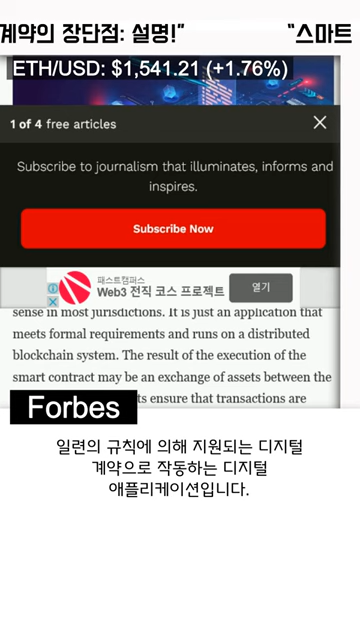 계약의 장단점: 설명!” “스마트
ETH/USD: $1,541.21 (+1.76%)
1 of 4 free articles
Subscribe to journalism that illuminates, informs and
inspires.
Subscribe Now
패스트캠퍼스
Web3 전직 코스 프로젝트
열기
sense in most jurisdictions. It is just an application that
meets formal requirements and runs on a distributed
blockchain system. The result of the execution of the
smart contract may be an exchange of assets between the
ts ensure that transactions are
Forbes
일련의 규칙에 의해 지원되는 디지털
계약으로 작동하는 디지털
애플리케이션입니다.